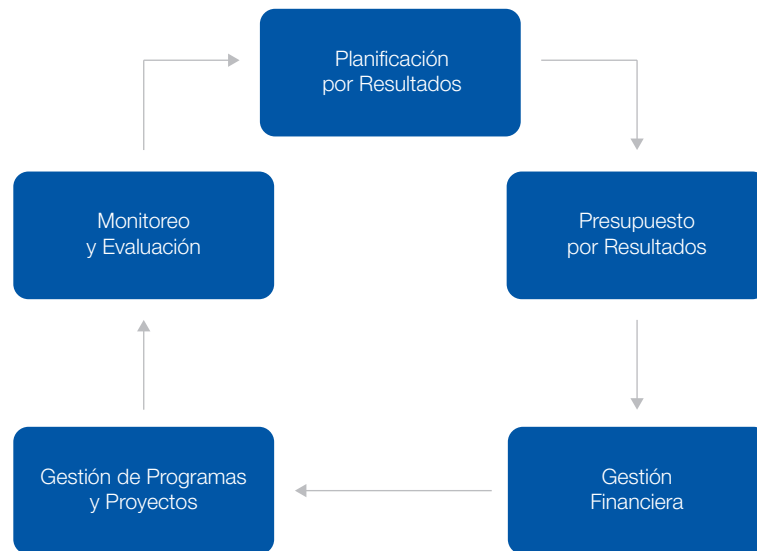 Planificación
por Resultados
Presupuesto
por Resultados
Gestión
Financiera
Gestión de Programas
y Proyectos
Monitoreo
y Evaluación